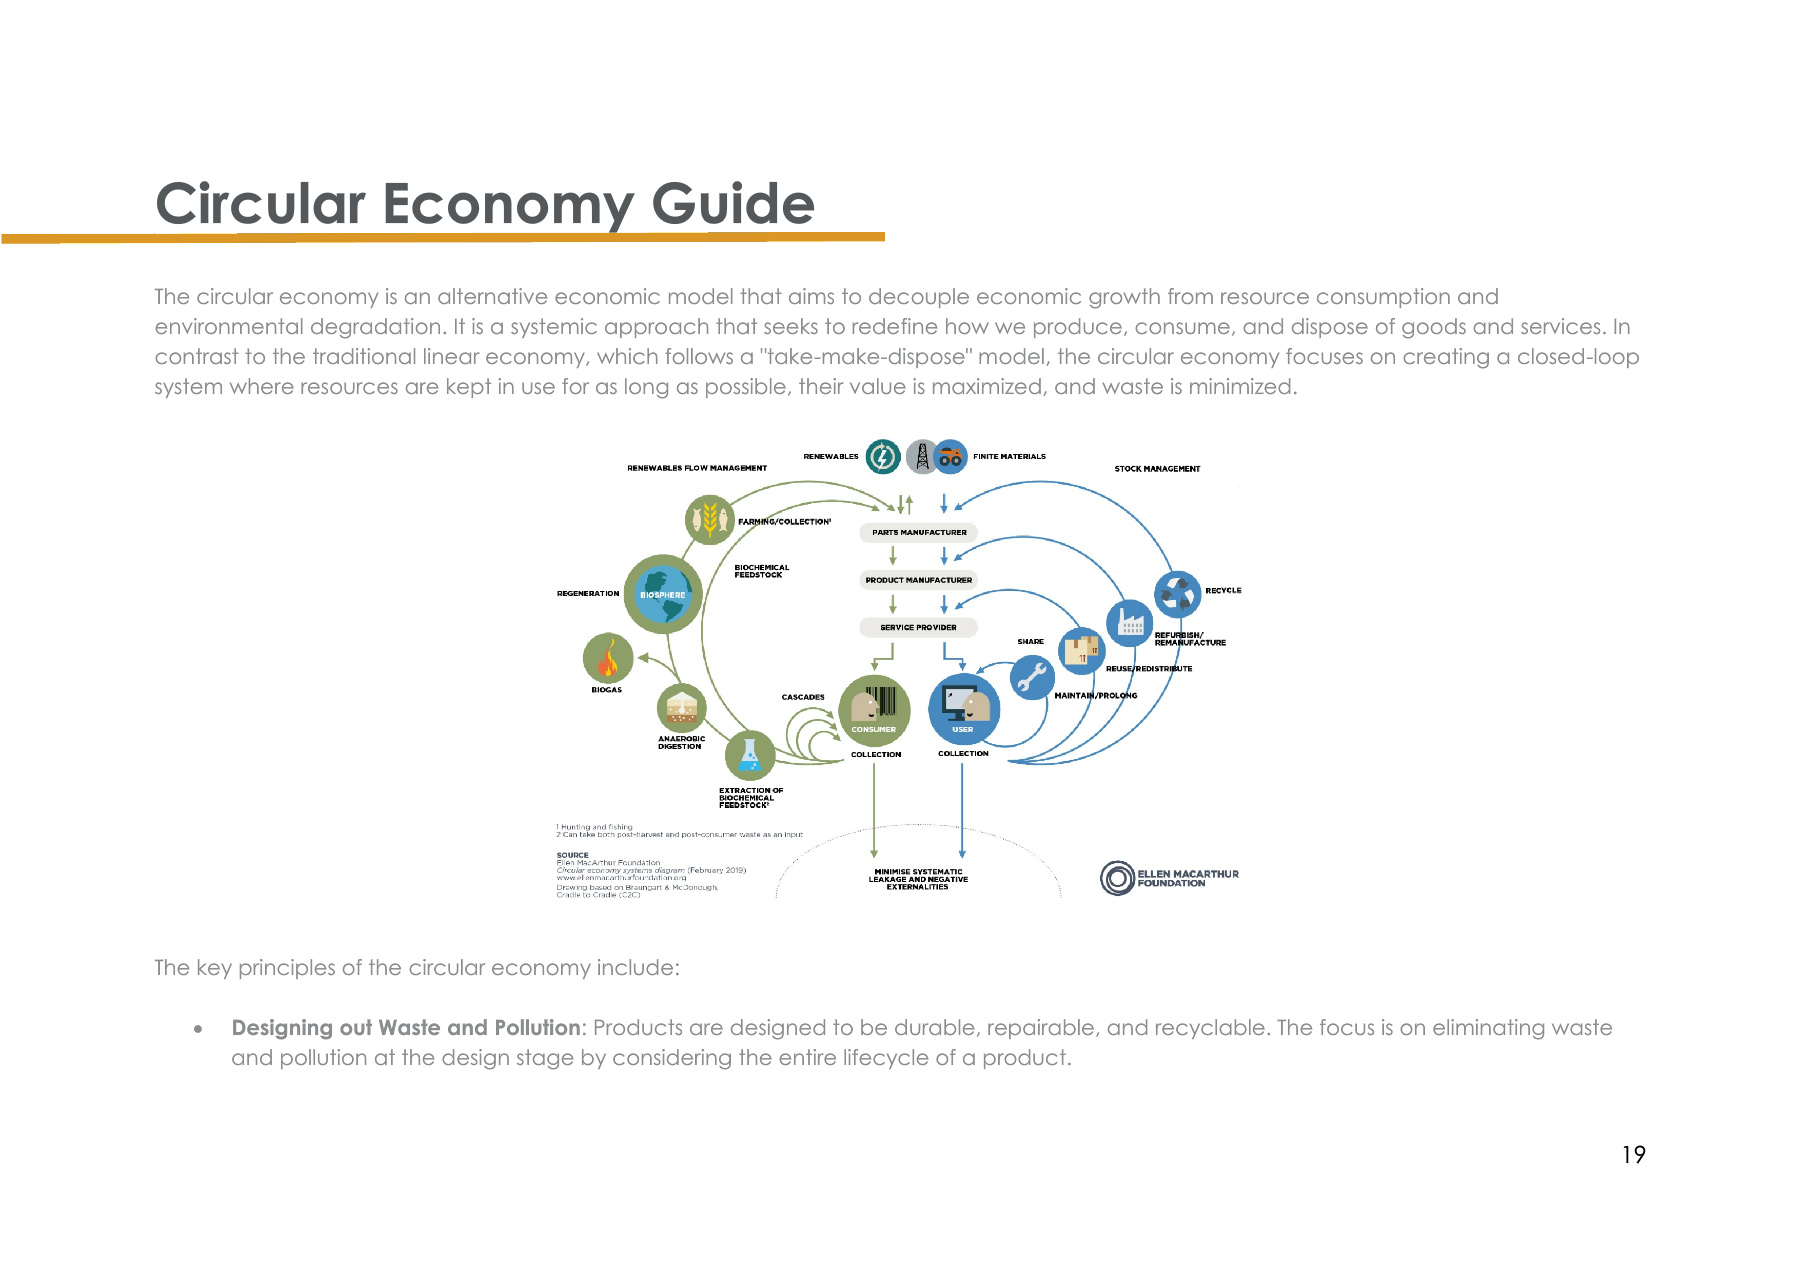 Circular Economy Guide
The circular economy is an alternative economic model that aims to decouple economic growth from resource consumption and
environmental degradation. It is a systemic approach that seeks to redefine how we produce, consume, and dispose of goods and services. In
contrast to the traditional linear economy, which follows a "take-make-dispose" model, the circular economy focuses on creating a closed-loop
system where resources are kept in use for as long as possible, their value is maximized, and waste is minimized.
RENEWABLES
FINITE MATERIALS
RENEWABLES FLOW MANAGEMENT
STOCK MANAGEMENT
FARMING/COLLECTION¹
PARTS MANUFACTURER
BIOCHEMICAL
FEEDSTOCK
PRODUCT MANUFACTURER
REGENERATION
BIOSPHERE
RECYCLE
SERVICE PROVIDER
SHARE
REFURBISH/
REMANUFACTURE
REUSE/REDISTRIBUTE
BIOGAS
CASCADES
MAINTAIN/PROLONG
CONSUMER
USER
ANAEROBIC
DIGESTION
COLLECTION
COLLECTION
EXTRACTION OF
BIOCHEMICAL
FEEDSTOCK²
1 Hunting and fishing
2 Can take both post-harvest and post-consumer waste as an input
SOURCE
Ellen MacArthur Foundation
Circular economy systems diagram (February 2019)
www.ellenmacarthurfoundation.org
Drawing based on Braungart & McDonough,
Cradle to Cradle (C2C)
MINIMISE SYSTEMATIC
LEAKAGE AND NEGATIVE
EXTERNALITIES
ELLEN MACARTHUR
FOUNDATION
The key principles of the circular economy include:
• Designing out Waste and Pollution: Products are designed to be durable, repairable, and recyclable. The focus is on eliminating waste
and pollution at the design stage by considering the entire lifecycle of a product.
19